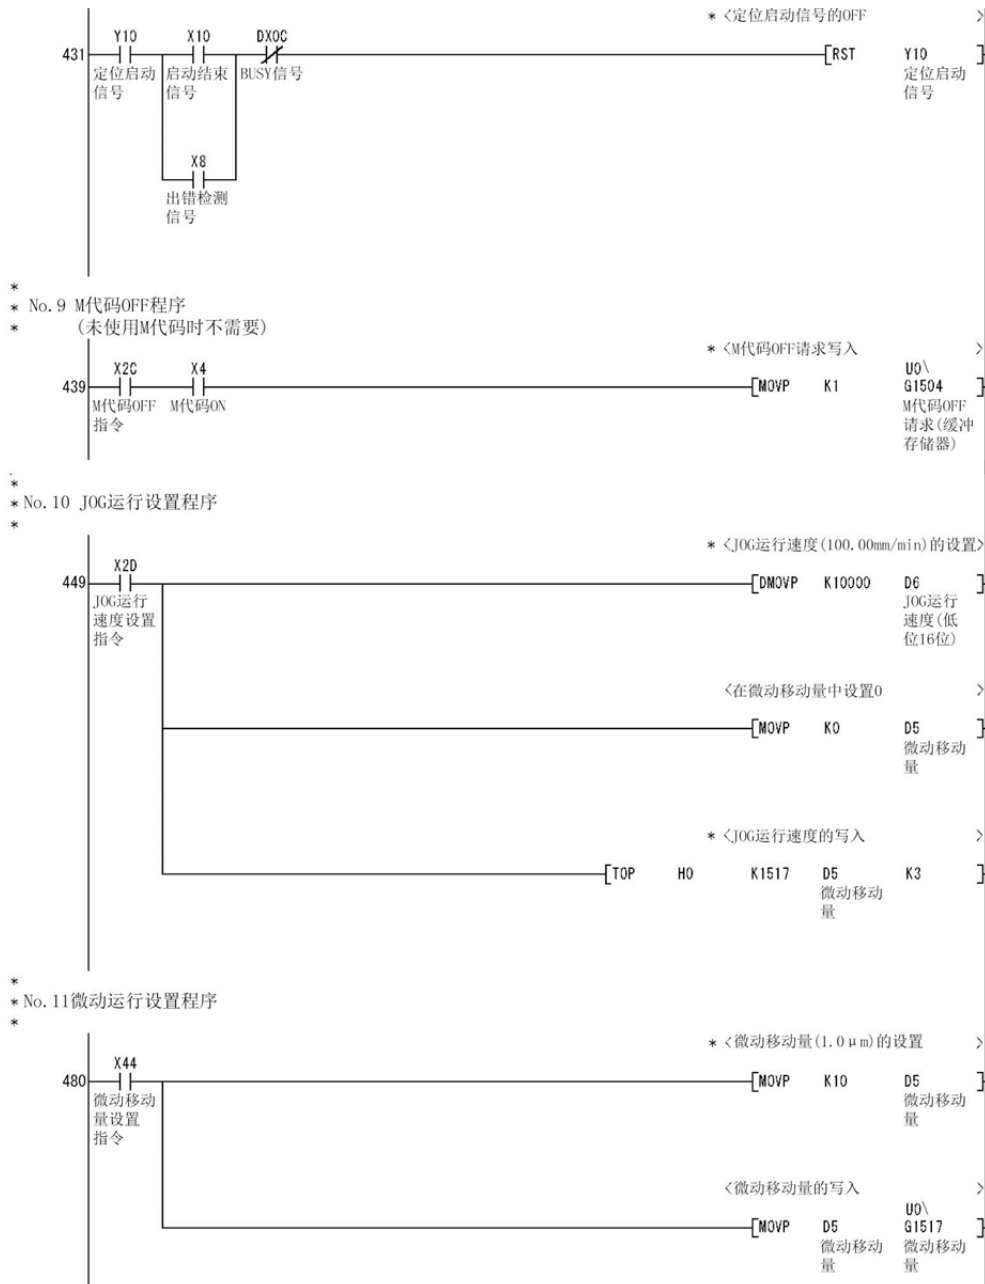 * <定位启动信号的OFF >
Y10 X10 DX0C
431 [RST Y10 ]
定位启动 启动结束 BUSY信号 定位启动
信号 信号 信号
X8
出错检测
信号
*
* No.9 M代码OFF程序
* (未使用M代码时不需要)
* <M代码OFF请求写入 >
X2C X4 U0\
439 [MOVP K1 G1504 ]
M代码OFF M代码ON M代码OFF
指令 请求(缓冲
存储器)
*
* No.10 JOG运行设置程序
*
* <JOG运行速度(100.00mm/min)的设置>
X2D
449 [DMOVP K10000 D6 ]
JOG运行 JOG运行
速度设置 速度(低
指令 位16位)
<在微动移动量中设置0 >
[MOVP K0 D5 ]
微动移动
量
* <JOG运行速度的写入 >
[TOP H0 K1517 D5 K3 ]
微动移动
量
*
* No.11微动运行设置程序
*
* <微动移动量(1.0μm)的设置 >
X44
480 [MOVP K10 D5 ]
微动移动 微动移动
量设置 量
指令
<微动移动量的写入 >
U0\
[MOVP D5 G1517 ]
微动移动 微动移动
量 量